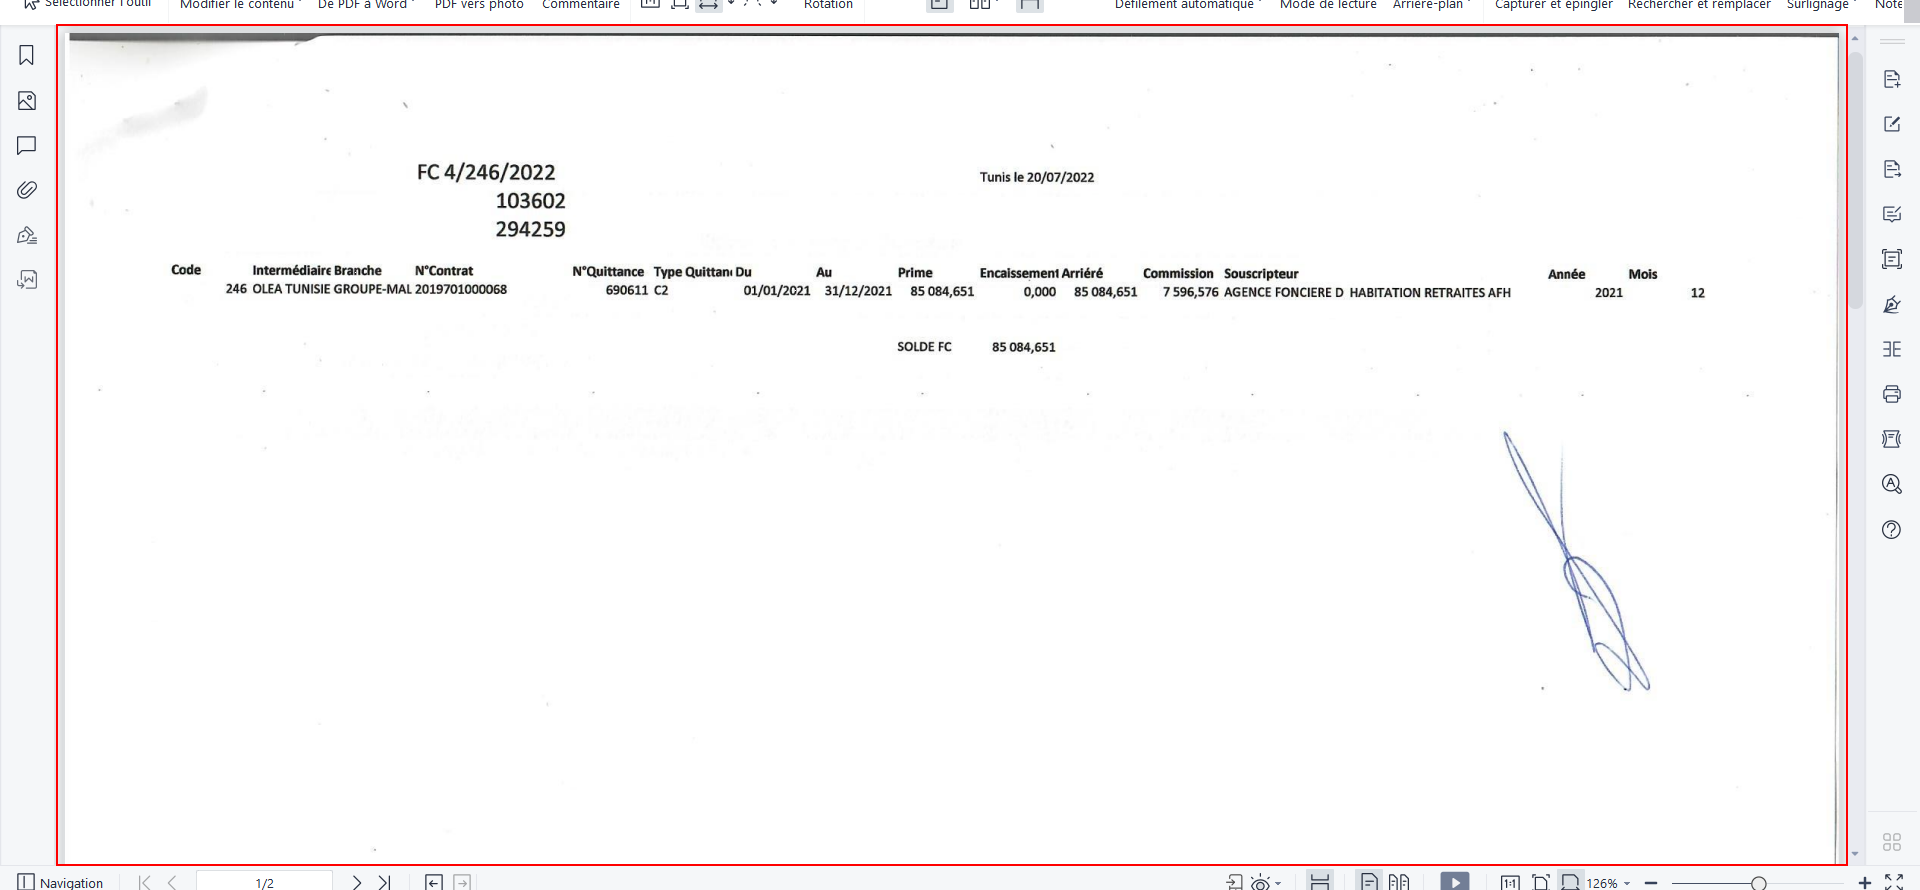 Sélectionner l'outil Modifier le contenu De PDF à Word PDF vers photo Commentaire Rotation Défilement automatique Mode de lecture Arrière-plan Capturer et épingler Rechercher et remplacer Surlignage Note
FC 4/246/2022
Tunis le 20/07/2022
103602
294259
Code Intermédiaire Branche N°Contrat N°Quittance Type Quittan Du Au Prime Encaissement Arriéré Commission Souscripteur Année Mois
246 OLEA TUNISIE GROUPE-MAL 2019701000068 690611 C2 01/01/2021 31/12/2021 85 084,651 0,000 85 084,651 7 596,576 AGENCE FONCIERE D HABITATION RETRAITES AFH 2021 12
SOLDE FC 85 084,651
Navigation 1/2 1:1 126%